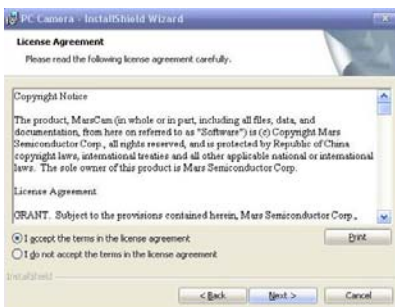 PC Camera - InstallShield Wizard
License Agreement
Please read the following license agreement carefully.
Copyright Notice
The product, MarsCam (in whole or in part, including all files, data, and
documentation, from here on referred to as "Software") is (c) Copyright Mars
Semiconductor Corp., all rights reserved, and is protected by Republic of China
copyright laws, international treaties and all other applicable national or international
laws. The sole owner of this product is Mars Semiconductor Corp.
License Agreement
GRANT. Subject to the provisions contained herein, Mars Semiconductor Corp.,
I accept the terms in the license agreement
Print
I do not accept the terms in the license agreement
InstallShield
< Back
Next >
Cancel